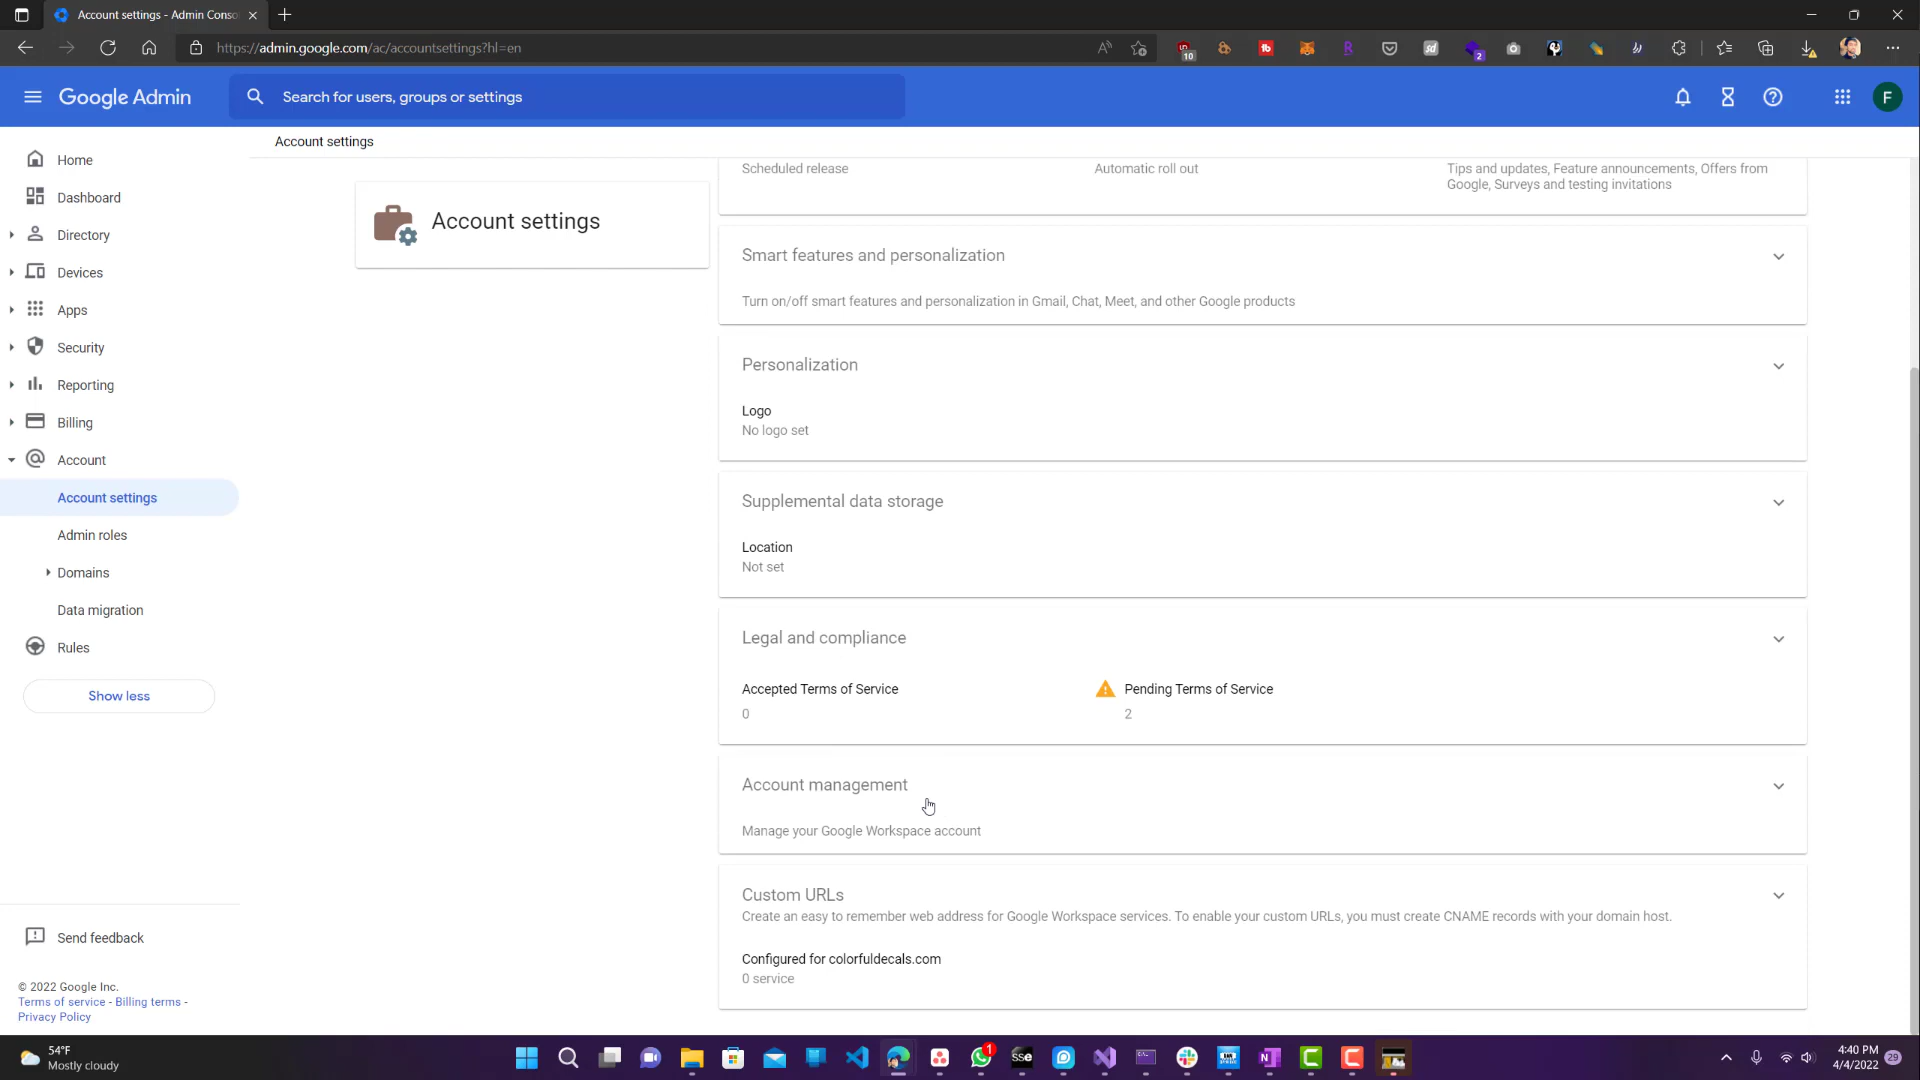 Account settings - Admin Conso
https://admin.google.com/ac/accountsettings?hl=en
10
2
Google Admin
Search for users, groups or settings
F
Account settings
Home
Dashboard
Directory
Devices
Apps
Security
Reporting
Billing
Account
Account settings
Admin roles
Domains
Data migration
Rules
Show less
Send feedback
© 2022 Google Inc.
Terms of service - Billing terms -
Privacy Policy
Account settings
Scheduled release
Automatic roll out
Tips and updates, Feature announcements, Offers from
Google, Surveys and testing invitations
Smart features and personalization
Turn on/off smart features and personalization in Gmail, Chat, Meet, and other Google products
Personalization
Logo
No logo set
Supplemental data storage
Location
Not set
Legal and compliance
Accepted Terms of Service
0
Pending Terms of Service
2
Account management
Manage your Google Workspace account
Custom URLs
Create an easy to remember web address for Google Workspace services. To enable your custom URLs, you must create CNAME records with your domain host.
Configured for colorfuldecals.com
0 service
54°F
Mostly cloudy
1
SSe
4:40 PM
4/4/2022
29